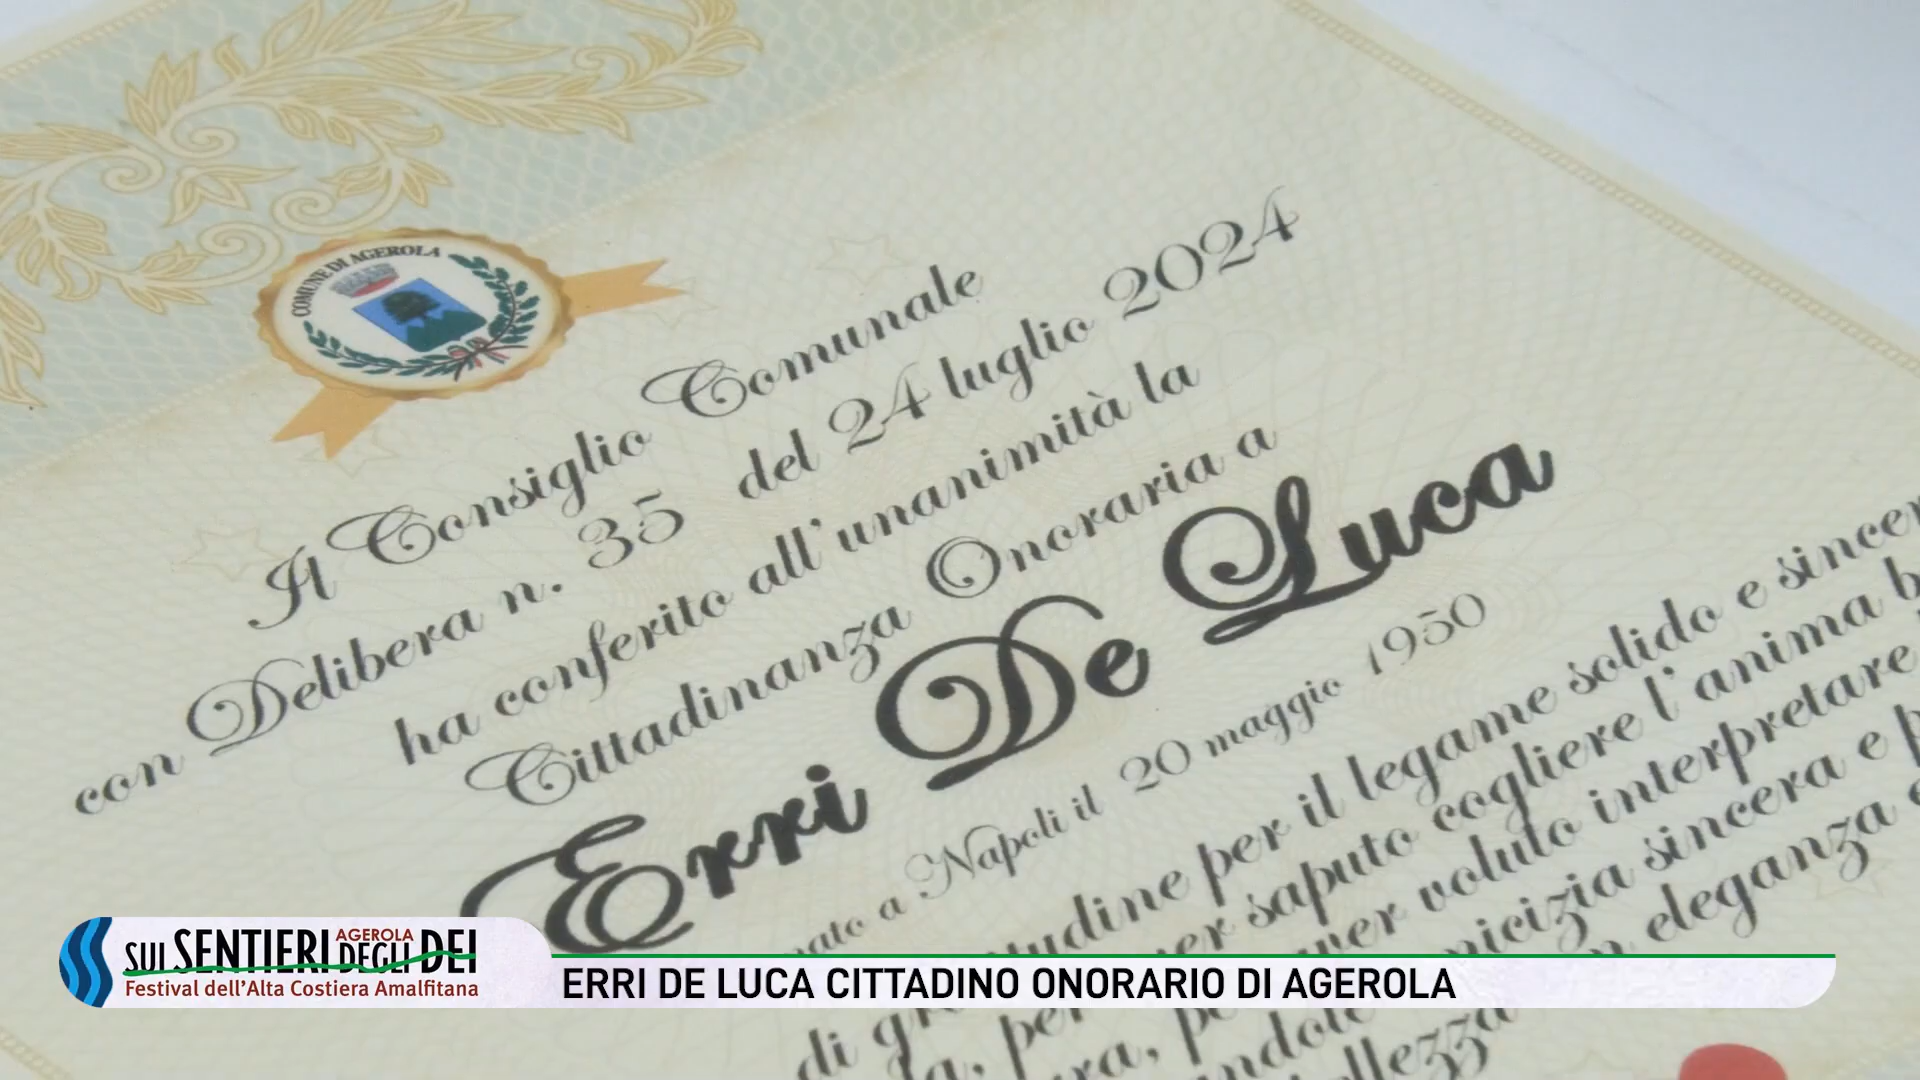 COMUNE DI AGEROLA
Il Consiglio Comunale
con Delibera n. 35 del 24 luglio 2024
ha conferito all'unanimità la
Cittadinanza Onoraria a
Erri De Luca
nato a Napoli il 20 maggio 1950
di gratitudine per il legame solido e
per saputo cogliere l'anima
voluto interpretare
sincera e
eleganza
SUI SENTIERI DEGLI DEI
AGEROLA
Festival dell'Alta Costiera Amalfitana
ERRI DE LUCA CITTADINO ONORARIO DI AGEROLA